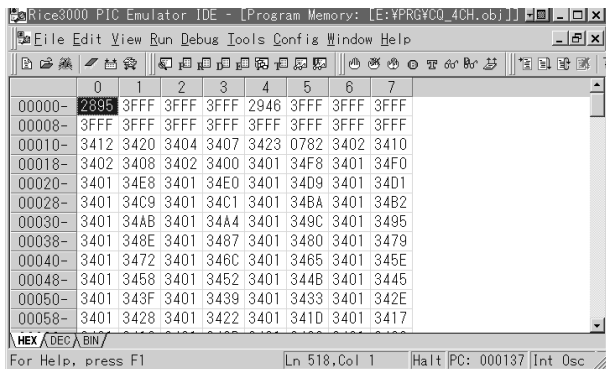 Rice3000 PIC Emulator IDE - [Program Memory: [E:¥PRG¥CQ_4CH.obj]]
File Edit View Run Debug Tools Config Window Help
0 1 2 3 4 5 6 7
00000- 2895 3FFF 3FFF 3FFF 2946 3FFF 3FFF 3FFF
00008- 3FFF 3FFF 3FFF 3FFF 3FFF 3FFF 3FFF 3FFF
00010- 3412 3420 3404 3407 3423 0782 3402 3410
00018- 3402 3408 3402 3400 3401 34F8 3401 34F0
00020- 3401 34E8 3401 34E0 3401 34D9 3401 34D1
00028- 3401 34C9 3401 34C1 3401 34BA 3401 34B2
00030- 3401 34AB 3401 34A4 3401 349C 3401 3495
00038- 3401 348E 3401 3487 3401 3480 3401 3479
00040- 3401 3472 3401 346C 3401 3465 3401 345E
00048- 3401 3458 3401 3452 3401 344B 3401 3445
00050- 3401 343F 3401 3439 3401 3433 3401 342E
00058- 3401 3428 3401 3422 3401 341D 3401 3417
HEX DEC BIN
For Help, press F1 Ln 518,Col 1 Halt PC: 000137 Int Osc